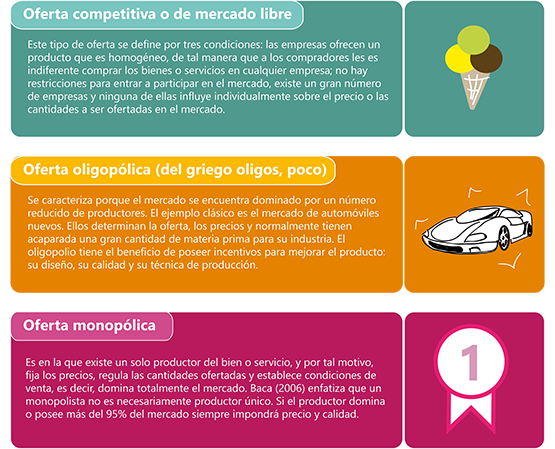 Oferta competitiva o de mercado libre
Este tipo de oferta se define por tres condiciones: las empresas ofrecen un
producto que es homogéneo, de tal manera que a los compradores les es
indiferente comprar los bienes o servicios en cualquier empresa; no hay
restricciones para entrar a participar en el mercado, existe un gran número
de empresas y ninguna de ellas influye individualmente sobre el precio o las
cantidades a ser ofertadas en el mercado.
Oferta oligopólica (del griego oligos, poco)
Se caracteriza porque el mercado se encuentra dominado por un número
reducido de productores. El ejemplo clásico es el mercado de automóviles
nuevos. Ellos determinan la oferta, los precios y normalmente tienen
acaparada una gran cantidad de materia prima para su industria. El
oligopolio tiene el beneficio de poseer incentivos para mejorar el producto:
su diseño, su calidad y su técnica de producción.
Oferta monopólica
Es en la que existe un solo productor del bien o servicio, y por tal motivo,
fija los precios, regula las cantidades ofertadas y establece condiciones de
venta, es decir, domina totalmente el mercado. Baca (2006) enfatiza que un
monopolista no es necesariamente productor único. Si el productor domina
o posee más del 95% del mercado siempre impondrá precio y calidad.
1